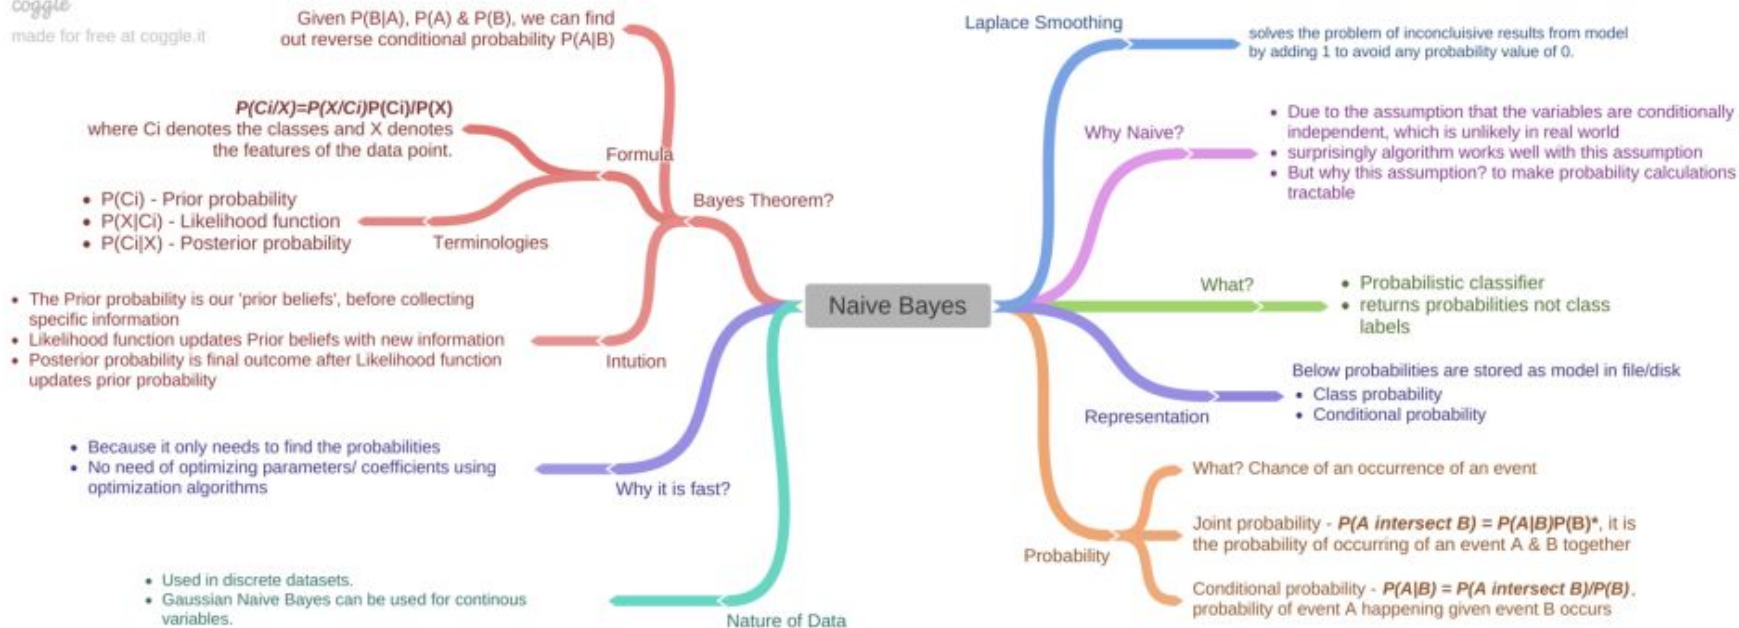 coggle
made for free at coggle.it
Given P(B|A), P(A) & P(B), we can find
out reverse conditional probability P(A|B)
P(Ci/X)=P(X/Ci)P(Ci)/P(X)
where Ci denotes the classes and X denotes
the features of the data point.
Formula
• P(Ci) - Prior probability
• P(X|Ci) - Likelihood function
• P(Ci|X) - Posterior probability
Terminologies
Bayes Theorem?
• The Prior probability is our 'prior beliefs', before collecting
specific information
• Likelihood function updates Prior beliefs with new information
• Posterior probability is final outcome after Likelihood function
updates prior probability
Intution
• Because it only needs to find the probabilities
• No need of optimizing parameters/ coefficients using
optimization algorithms
Why it is fast?
• Used in discrete datasets.
• Gaussian Naive Bayes can be used for continous
variables.
Nature of Data
Naive Bayes
Laplace Smoothing
solves the problem of inconcluisive results from model
by adding 1 to avoid any probability value of 0.
Why Naive?
• Due to the assumption that the variables are conditionally
independent, which is unlikely in real world
• surprisingly algorithm works well with this assumption
• But why this assumption? to make probability calculations
tractable
What?
• Probabilistic classifier
• returns probabilities not class
labels
Representation
Below probabilities are stored as model in file/disk
• Class probability
• Conditional probability
Probability
What? Chance of an occurrence of an event
Joint probability - P(A intersect B) = P(A|B)P(B)*, it is
the probability of occurring of an event A & B together
Conditional probability - P(A|B) = P(A intersect B)/P(B).
probability of event A happening given event B occurs